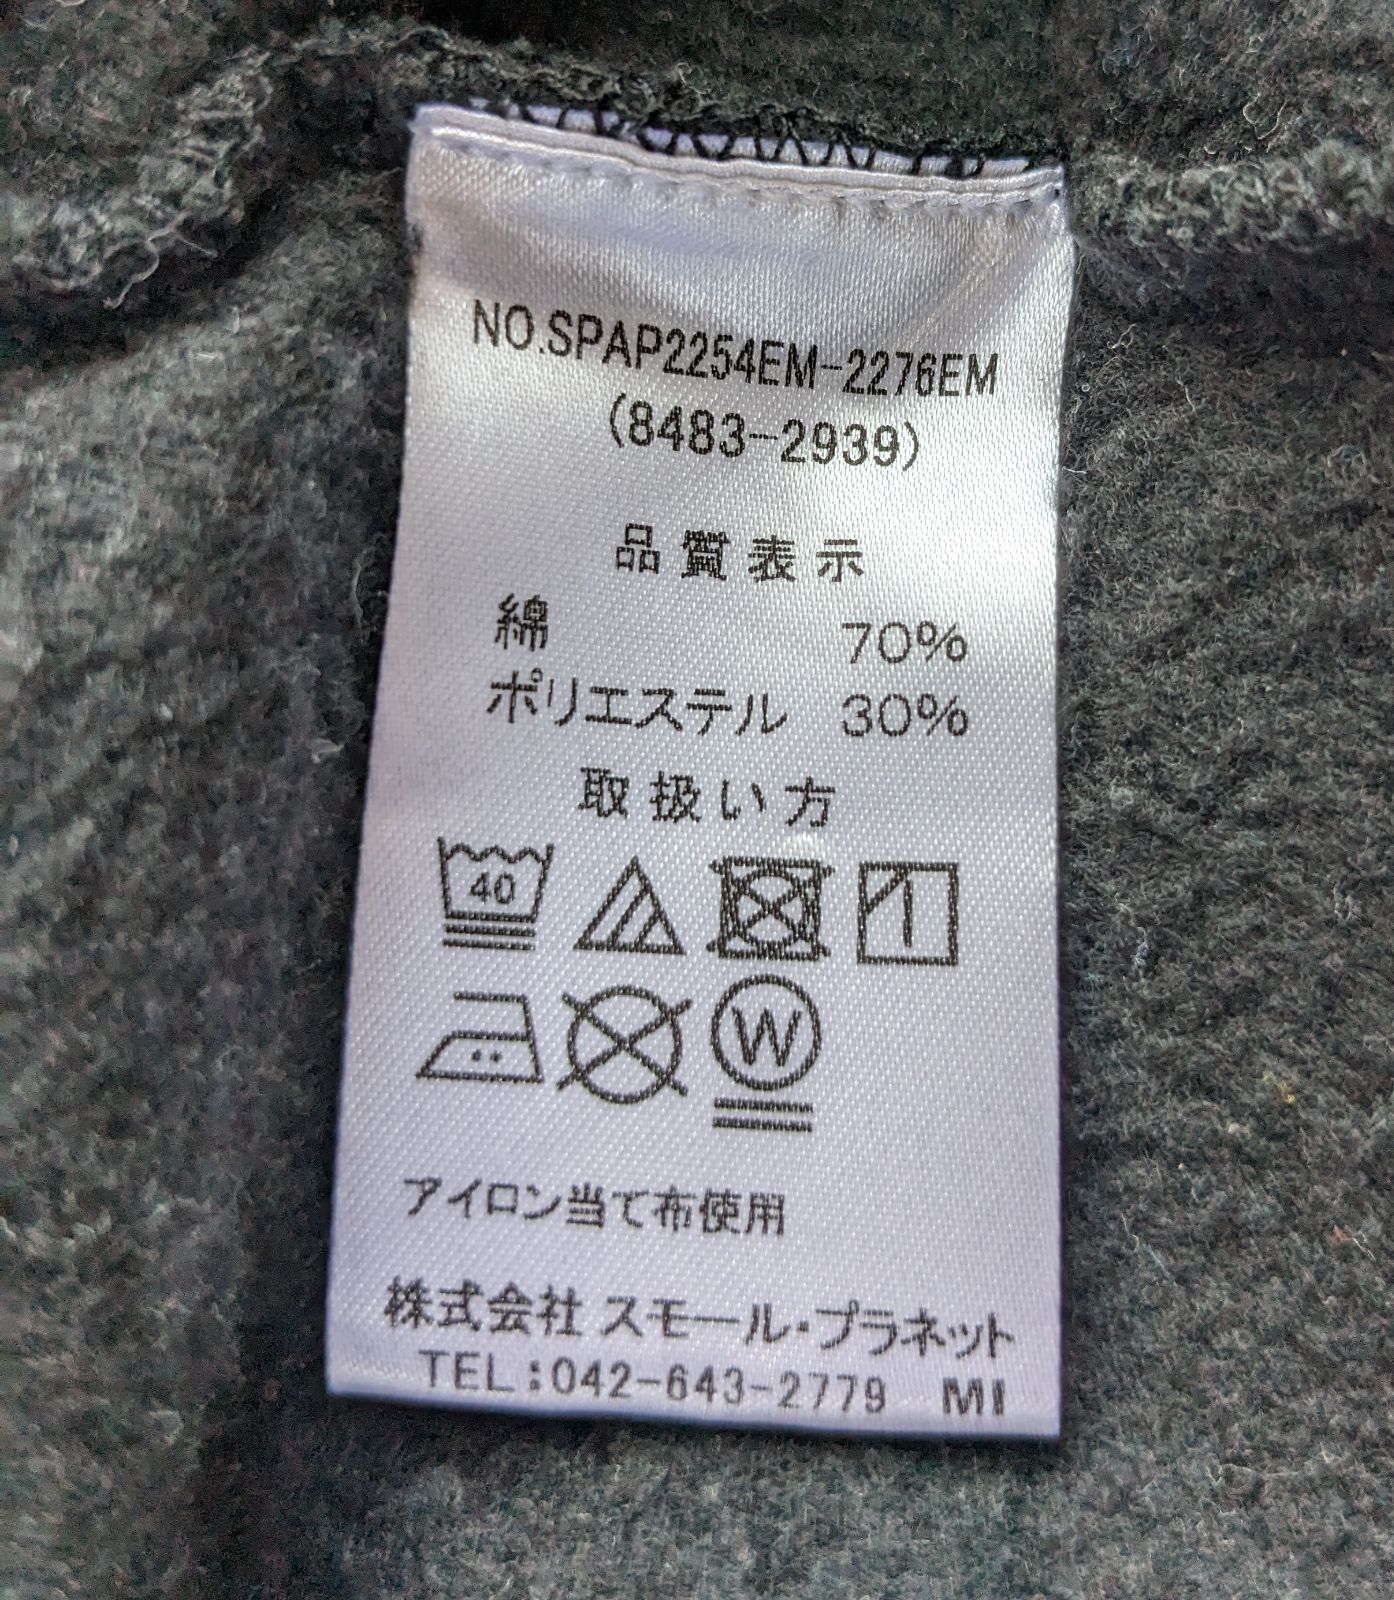 NO.SPAP2254EM-2276EM
(8483-2939)
品質表示
綿 70%
ポリエステル 30%
取扱い方
40
W
アイロン当て布使用
株式会社 スモール・プラネット
TEL:042-643-2779 MI